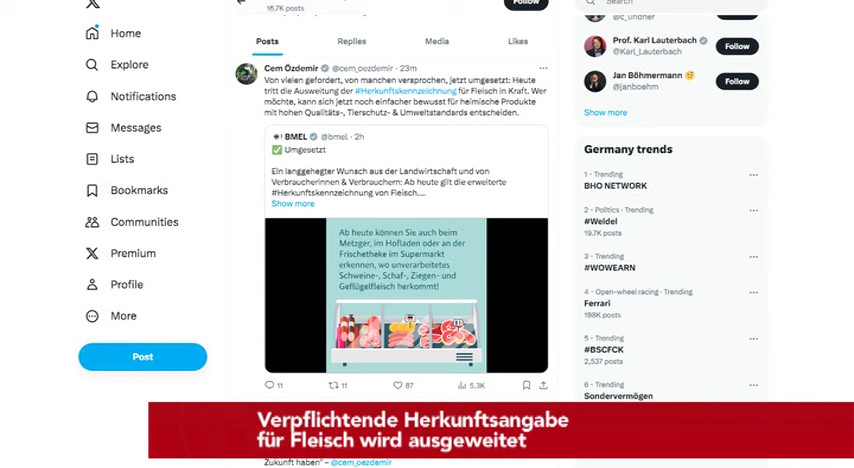 15.7K posts
Follow
Search
Posts
Replies
Media
Likes
Home
Explore
Notifications
Messages
Lists
Bookmarks
Communities
Premium
Profile
More
Post
Cem Özdemir @cem_oezdemir · 23m
Von vielen gefordert, von manchen versprochen, jetzt umgesetzt: Heute
tritt die Ausweitung der #Herkunftskennzeichnung für Fleisch in Kraft. Wer
möchte, kann sich jetzt noch einfacher bewusst für heimische Produkte
mit hohen Qualitäts-, Tierschutz- & Umweltstandards entscheiden.
BMEL @bmel · 2h
✅ Umgesetzt
Ein langgehegter Wunsch aus der Landwirtschaft und von
Verbraucherinnen & Verbrauchern: Ab heute gilt die erweiterte
#Herkunftskennzeichnung von Fleisch....
Show more
Ab heute können Sie auch beim
Metzger, im Hofladen oder an der
Frischetheke im Supermarkt
erkennen, wo unverarbeitetes
Schweine-, Schaf-, Ziegen- und
Geflügelfleisch herkommt!
11
11
87
5.3K
Zukunft haben" – @cem_oezdemir
@c_lindner
Prof. Karl Lauterbach
@Karl_Lauterbach
Follow
Jan Böhmermann
@janboehm
Follow
Show more
Germany trends
1 · Trending
BHO NETWORK
2 · Politics · Trending
#Weidel
19.7K posts
3 · Trending
#WOWEARN
4 · Open-wheel racing · Trending
Ferrari
198K posts
5 · Trending
#BSCFCK
2,537 posts
6 · Trending
Sondervermögen
Verpflichtende Herkunftsangabe
für Fleisch wird ausgeweitet